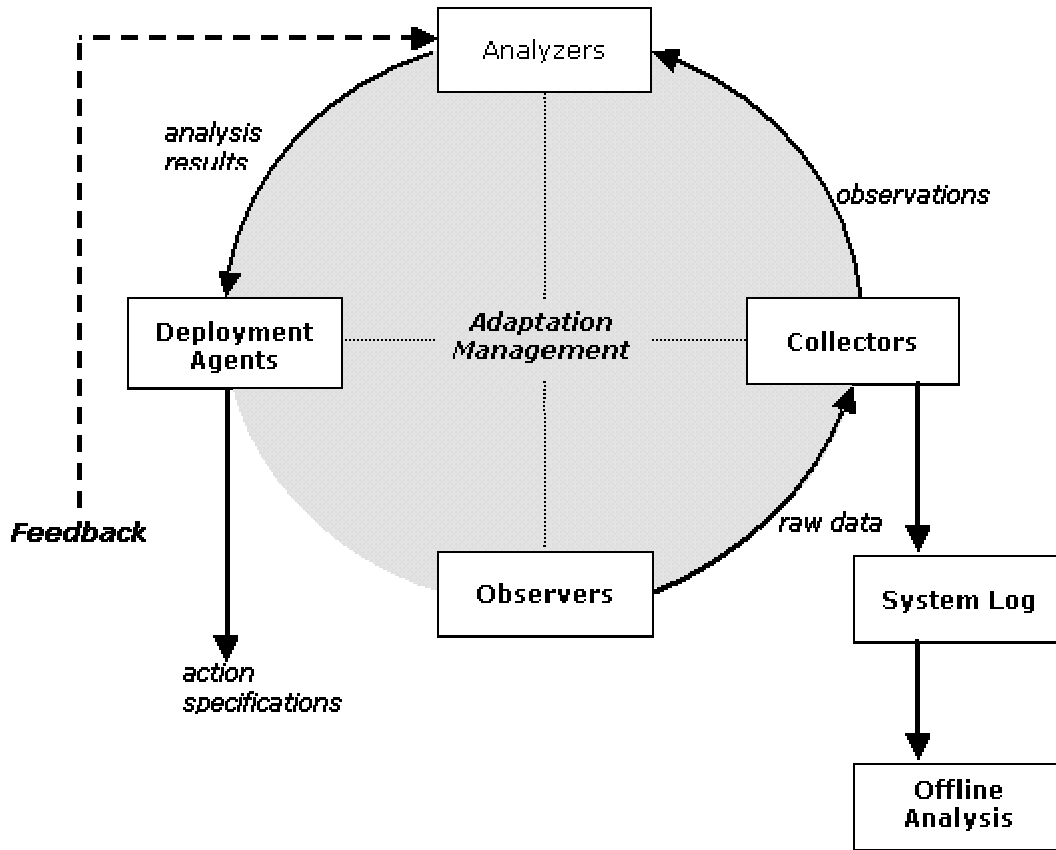 Analyzers
analysis
results
observations
Deployment
Agents
Adaptation
Management
Collectors
Feedback
raw data
Observers
System Log
action
specifications
Offline
Analysis